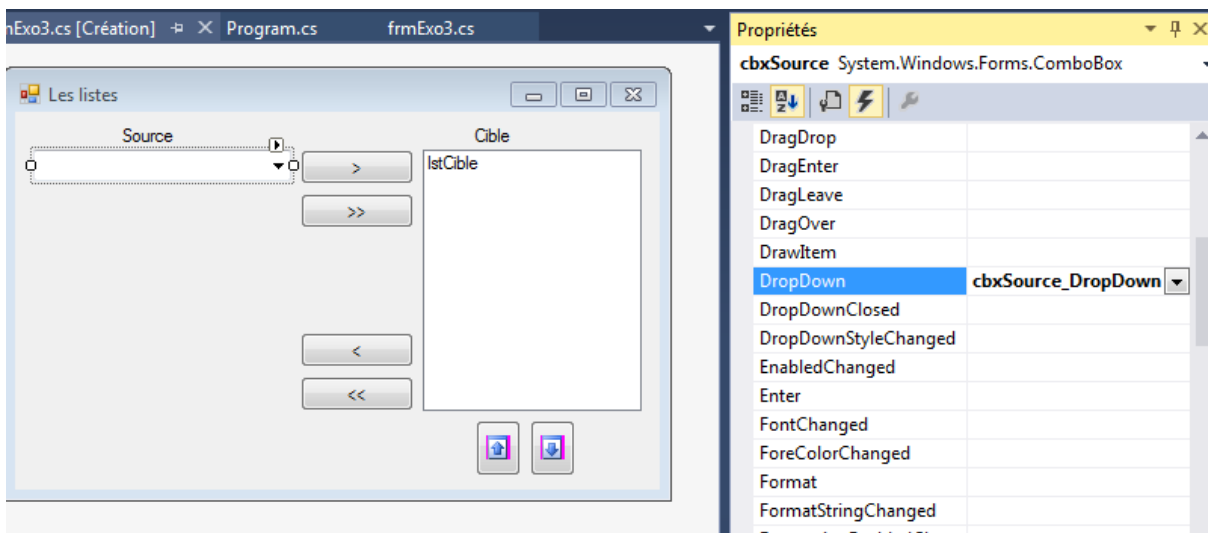 nExo3.cs [Création] Program.cs frmExo3.cs
Les listes
Source
Cible
>
lstCible
>>
<
<<
Propriétés
cbxSource System.Windows.Forms.ComboBox
DragDrop
DragEnter
DragLeave
DragOver
DrawItem
DropDown cbxSource_DropDown
DropDownClosed
DropDownStyleChanged
EnabledChanged
Enter
FontChanged
ForeColorChanged
Format
FormatStringChanged